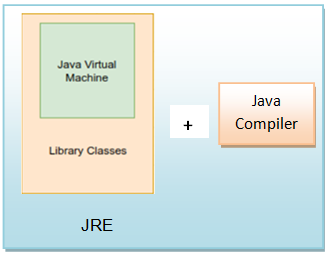 Java Virtual
Machine
Library Classes
+
Java
Compiler
JRE